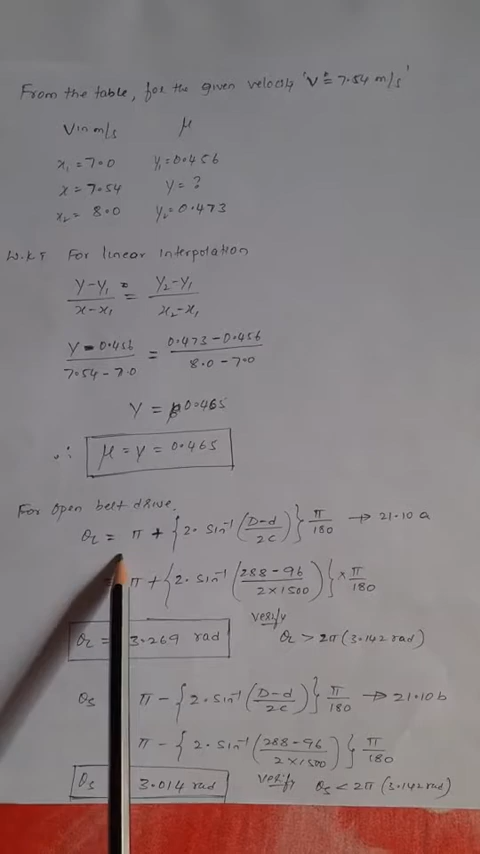 From the table, for the given velocity 'V = 7.54 m/s'
V in m/s μ
x₁ = 7.0 y₁ = 0.456
x = 7.54 y = ?
x₂ = 8.0 y₂ = 0.473
W.K.T For linear interpolation
(y - y₁)/(x - x₁) = (y₂ - y₁)/(x₂ - x₁)
(y - 0.456)/(7.54 - 7.0) = (0.473 - 0.456)/(8.0 - 7.0)
y = 0.465
∴ μ = y = 0.465
For open belt drive,
θL = π + {2. sin⁻¹ ((D-d)/2C)} π/180 → 21.10 a
= π + {2. sin⁻¹ ((288-96)/(2×1500))} × π/180
θL = 3.269 rad Verify θL > 2π (3.142 rad)
θs π - {2. sin⁻¹ ((D-d)/2C)} π/180 → 21.10 b
π - {2. sin⁻¹ ((288-96)/(2×1500))} π/180
θs 3.014 rad Verify θs < 2π (3.142 rad)